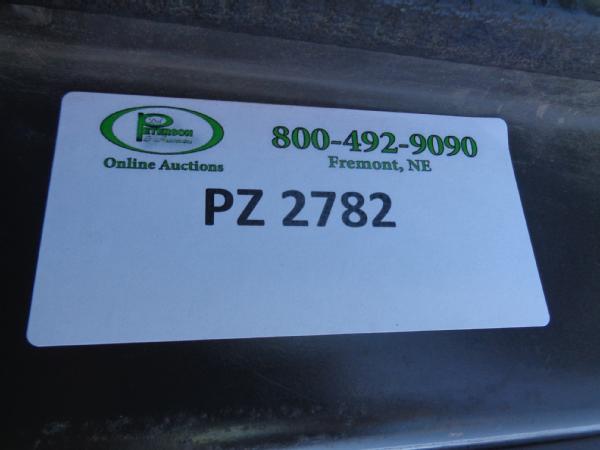 PETERSON
Online Auctions
800-492-9090
Fremont, NE
PZ 2782